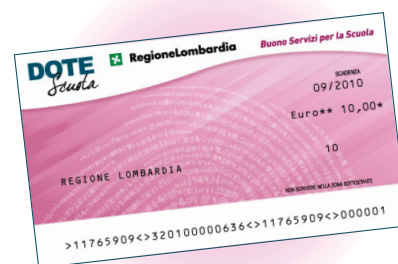 DOTE
Scuola
RegioneLombardia
Buono Servizi per la Scuola
SCADENZA
09/2010
Euro** 10,00*
10
REGIONE LOMBARDIA
NON SCRIVERE NELLA ZONA SOTTOSTANTE
>11765909<>320100000636<>11765909<>000001